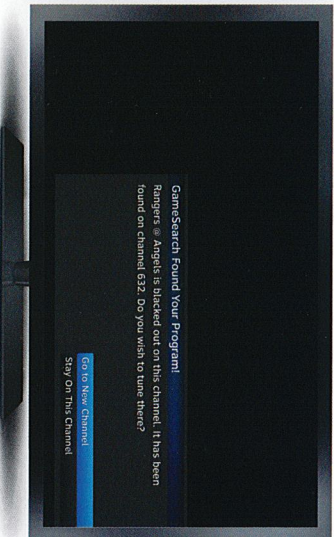 GameSearch Found Your Program!
Rangers @ Angels is blacked out on this channel. It has been
found on channel 632. Do you wish to tune there?
Go to New Channel
Stay On This Channel